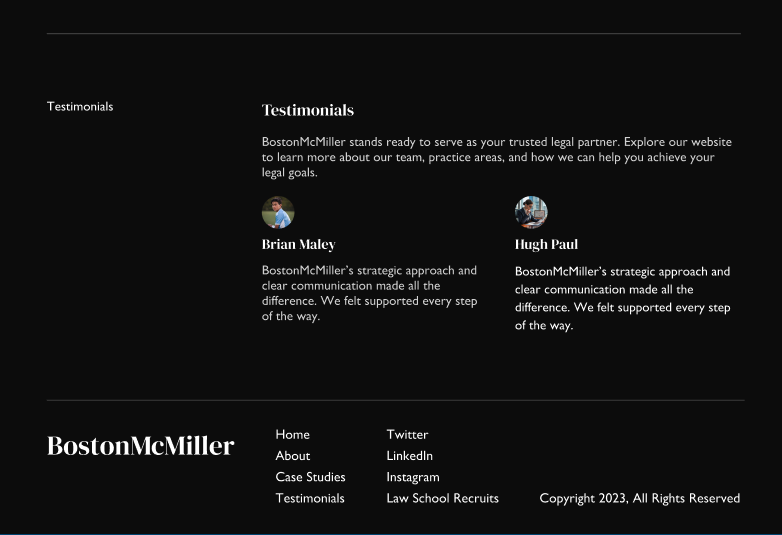 Testimonials
Testimonials
BostonMcMiller stands ready to serve as your trusted legal partner. Explore our website
to learn more about our team, practice areas, and how we can help you achieve your
legal goals.
Brian Maley
BostonMcMiller's strategic approach and
clear communication made all the
difference. We felt supported every step
of the way.
Hugh Paul
BostonMcMiller's strategic approach and
clear communication made all the
difference. We felt supported every step
of the way.
BostonMcMiller
Home
About
Case Studies
Testimonials
Twitter
LinkedIn
Instagram
Law School Recruits
Copyright 2023, All Rights Reserved